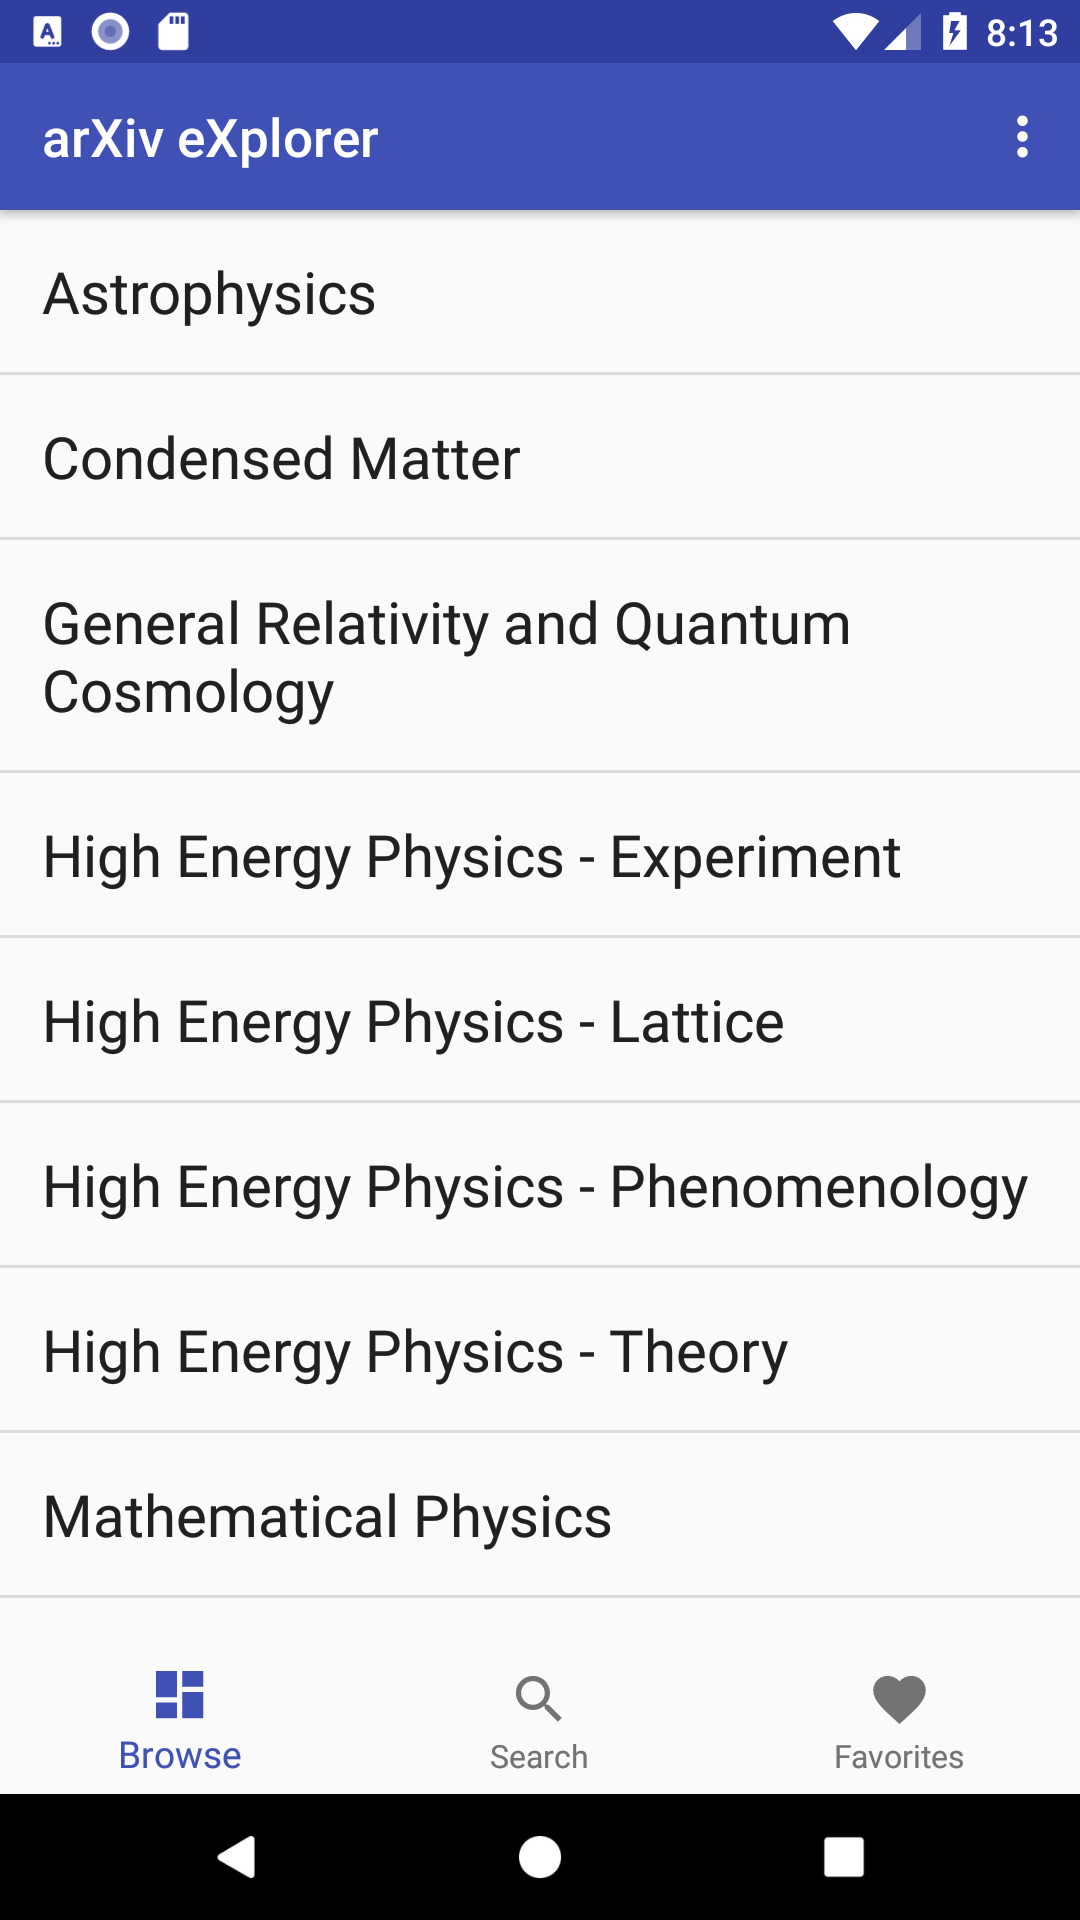 8:13
arXiv eXplorer
Astrophysics
Condensed Matter
General Relativity and Quantum
Cosmology
High Energy Physics - Experiment
High Energy Physics - Lattice
High Energy Physics - Phenomenology
High Energy Physics - Theory
Mathematical Physics
Browse
Search
Favorites